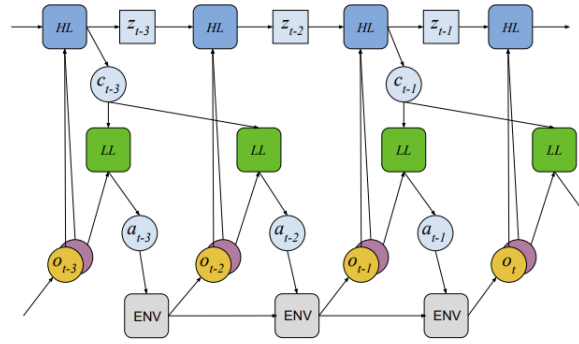 HL z_{t-3} HL z_{t-2} HL z_{t-1} HL
c_{t-3} c_{t-1}
LL LL LL LL
a_{t-3} a_{t-2} a_{t-1}
o_{t-3} o_{t-2} o_{t-1} o_t
ENV ENV ENV